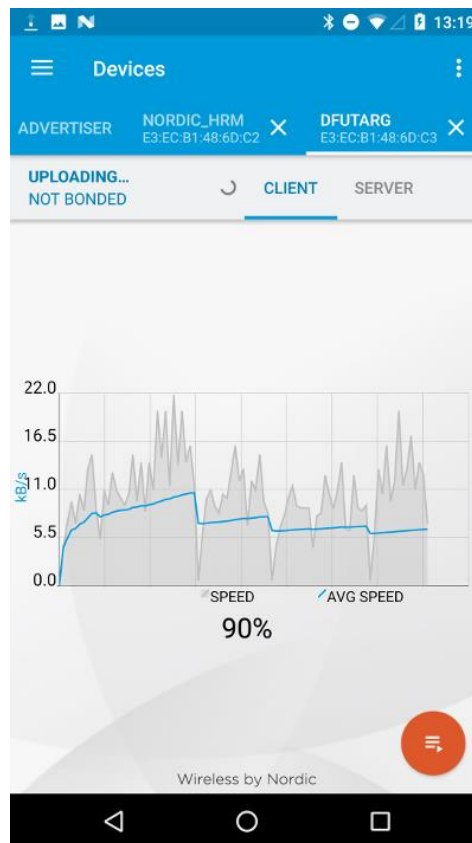 13:19
Devices
ADVERTISER
NORDIC_HRM
E3:EC:B1:48:6D:C2
DFUTARG
E3:EC:B1:48:6D:C3
UPLOADING...
NOT BONDED
CLIENT
SERVER
22.0
16.5
11.0
5.5
0.0
kB/s
SPEED
AVG SPEED
90%
Wireless by Nordic